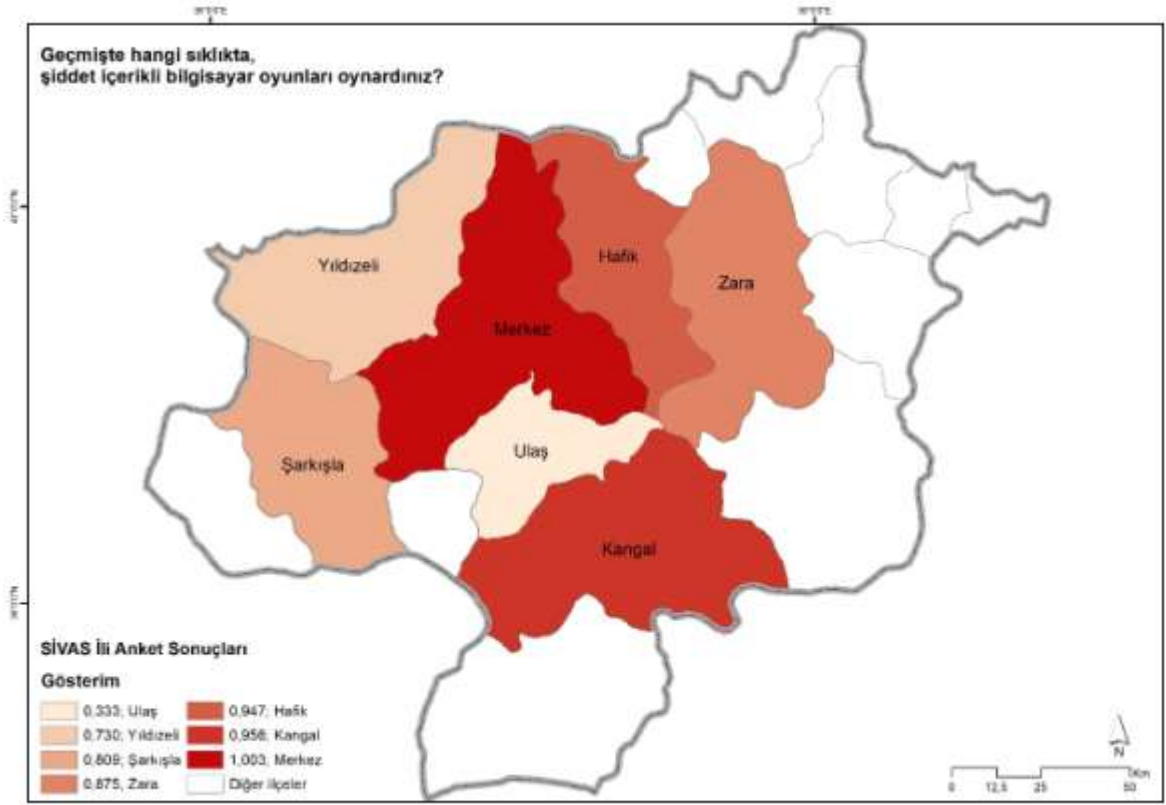 Geçmişte hangi sıklıkta,
şiddet içerikli bilgisayar oyunları oynardınız?
Hafik
Yıldızeli
Zara
Merkez
Ulaş
Şarkışla
Kangal
SİVAS İli Anket Sonuçları
Gösterim
0,333; Ulaş
0,730; Yıldızeli
0,809; Şarkışla
0,875; Zara
0,947; Hafik
0,958; Kangal
1,003; Merkez
Diğer ilçeler
N
Km
0 12,5 25 50